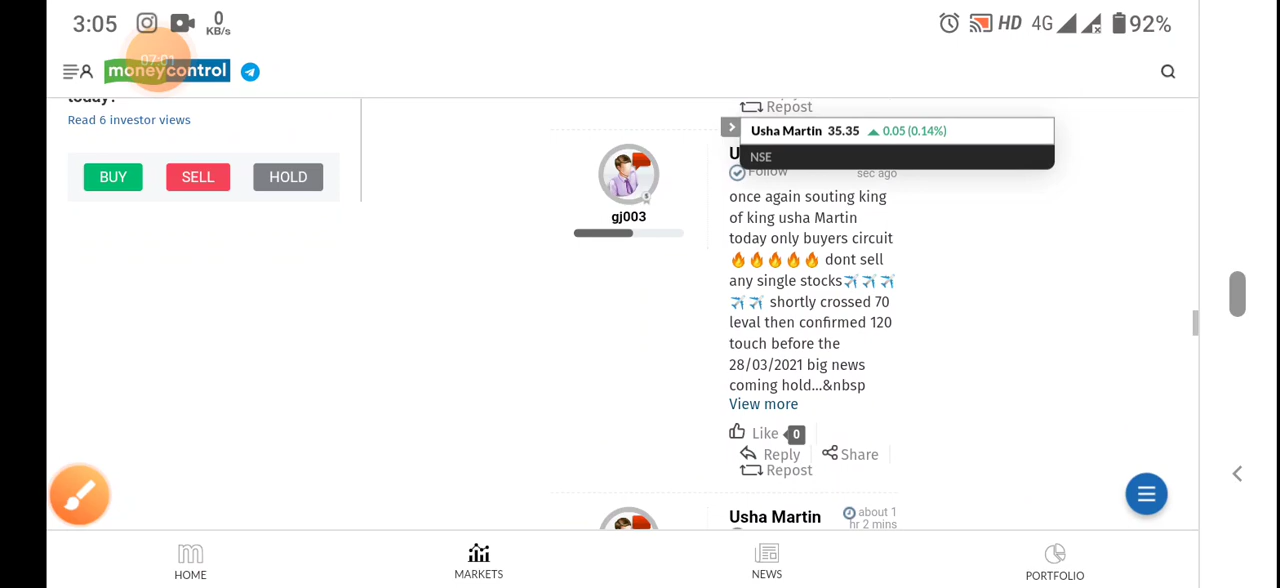 3:05
0
KB/s
HD 4G 92%
07:01
moneycontrol
today?
Read 6 investor views
BUY SELL HOLD
Repost
Usha Martin 35.35 0.05 (0.14%)
NSE
U
Follow
sec ago
gj003
once again souting king
of king usha Martin
today only buyers circuit
🔥🔥🔥🔥🔥 dont sell
any single stocks✈️✈️✈️
✈️✈️ shortly crossed 70
leval then confirmed 120
touch before the
28/03/2021 big news
coming hold...&nbsp
View more
Like 0
Reply Share
Repost
Usha Martin
about 1
hr 2 mins
HOME MARKETS NEWS PORTFOLIO